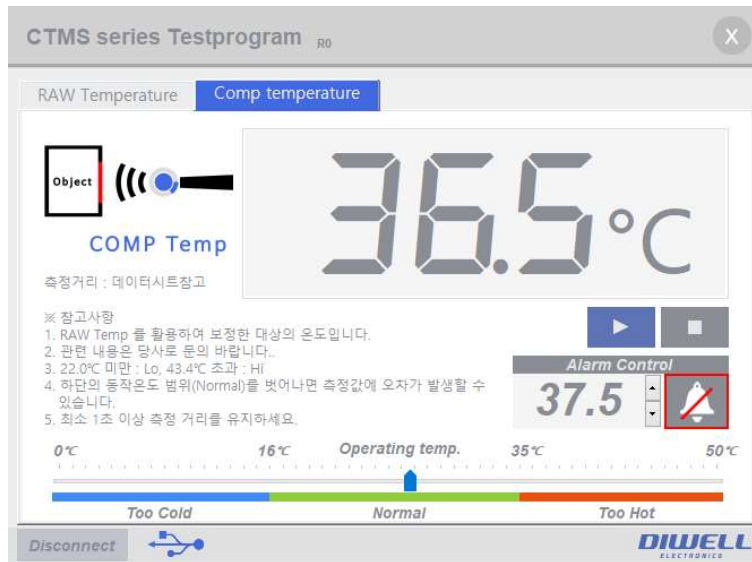 CTMS series Testprogram R0
X
RAW Temperature
Comp temperature
Object
36.5°C
COMP Temp
측정거리 : 데이터시트참고
※ 참고사항
1. RAW Temp 를 활용하여 보정한 대상의 온도입니다.
2. 관련 내용은 당사로 문의 바랍니다..
3. 22.0℃ 미만 : Lo, 43.4℃ 초과 : Hi
4. 하단의 동작온도 범위(Normal)를 벗어나면 측정값에 오차가 발생할 수
있습니다.
5. 최소 1초 이상 측정 거리를 유지하세요.
Alarm Control
37.5
0℃ 16℃ Operating temp. 35℃ 50℃
Too Cold Normal Too Hot
Disconnect
DIWELL
ELECTRONICS